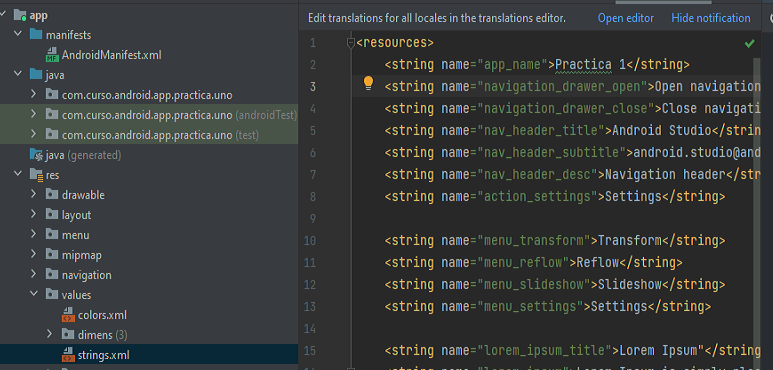 app
manifests
AndroidManifest.xml
java
com.curso.android.app.practica.uno
com.curso.android.app.practica.uno (androidTest)
com.curso.android.app.practica.uno (test)
java (generated)
res
drawable
layout
menu
mipmap
navigation
values
colors.xml
dimens (3)
strings.xml
Edit translations for all locales in the translations editor. Open editor Hide notification
1 <resources>
2 <string name="app_name">Practica 1</string>
3 <string name="navigation_drawer_open">Open navigation
4 <string name="navigation_drawer_close">Close navigat
5 <string name="nav_header_title">Android Studio</strin
6 <string name="nav_header_subtitle">android.studio@and
7 <string name="nav_header_desc">Navigation header</str
8 <string name="action_settings">Settings</string>
9
10 <string name="menu_transform">Transform</string>
11 <string name="menu_reflow">Reflow</string>
12 <string name="menu_slideshow">Slideshow</string>
13 <string name="menu_settings">Settings</string>
14
15 <string name="lorem_ipsum_title">Lorem Ipsum"</string